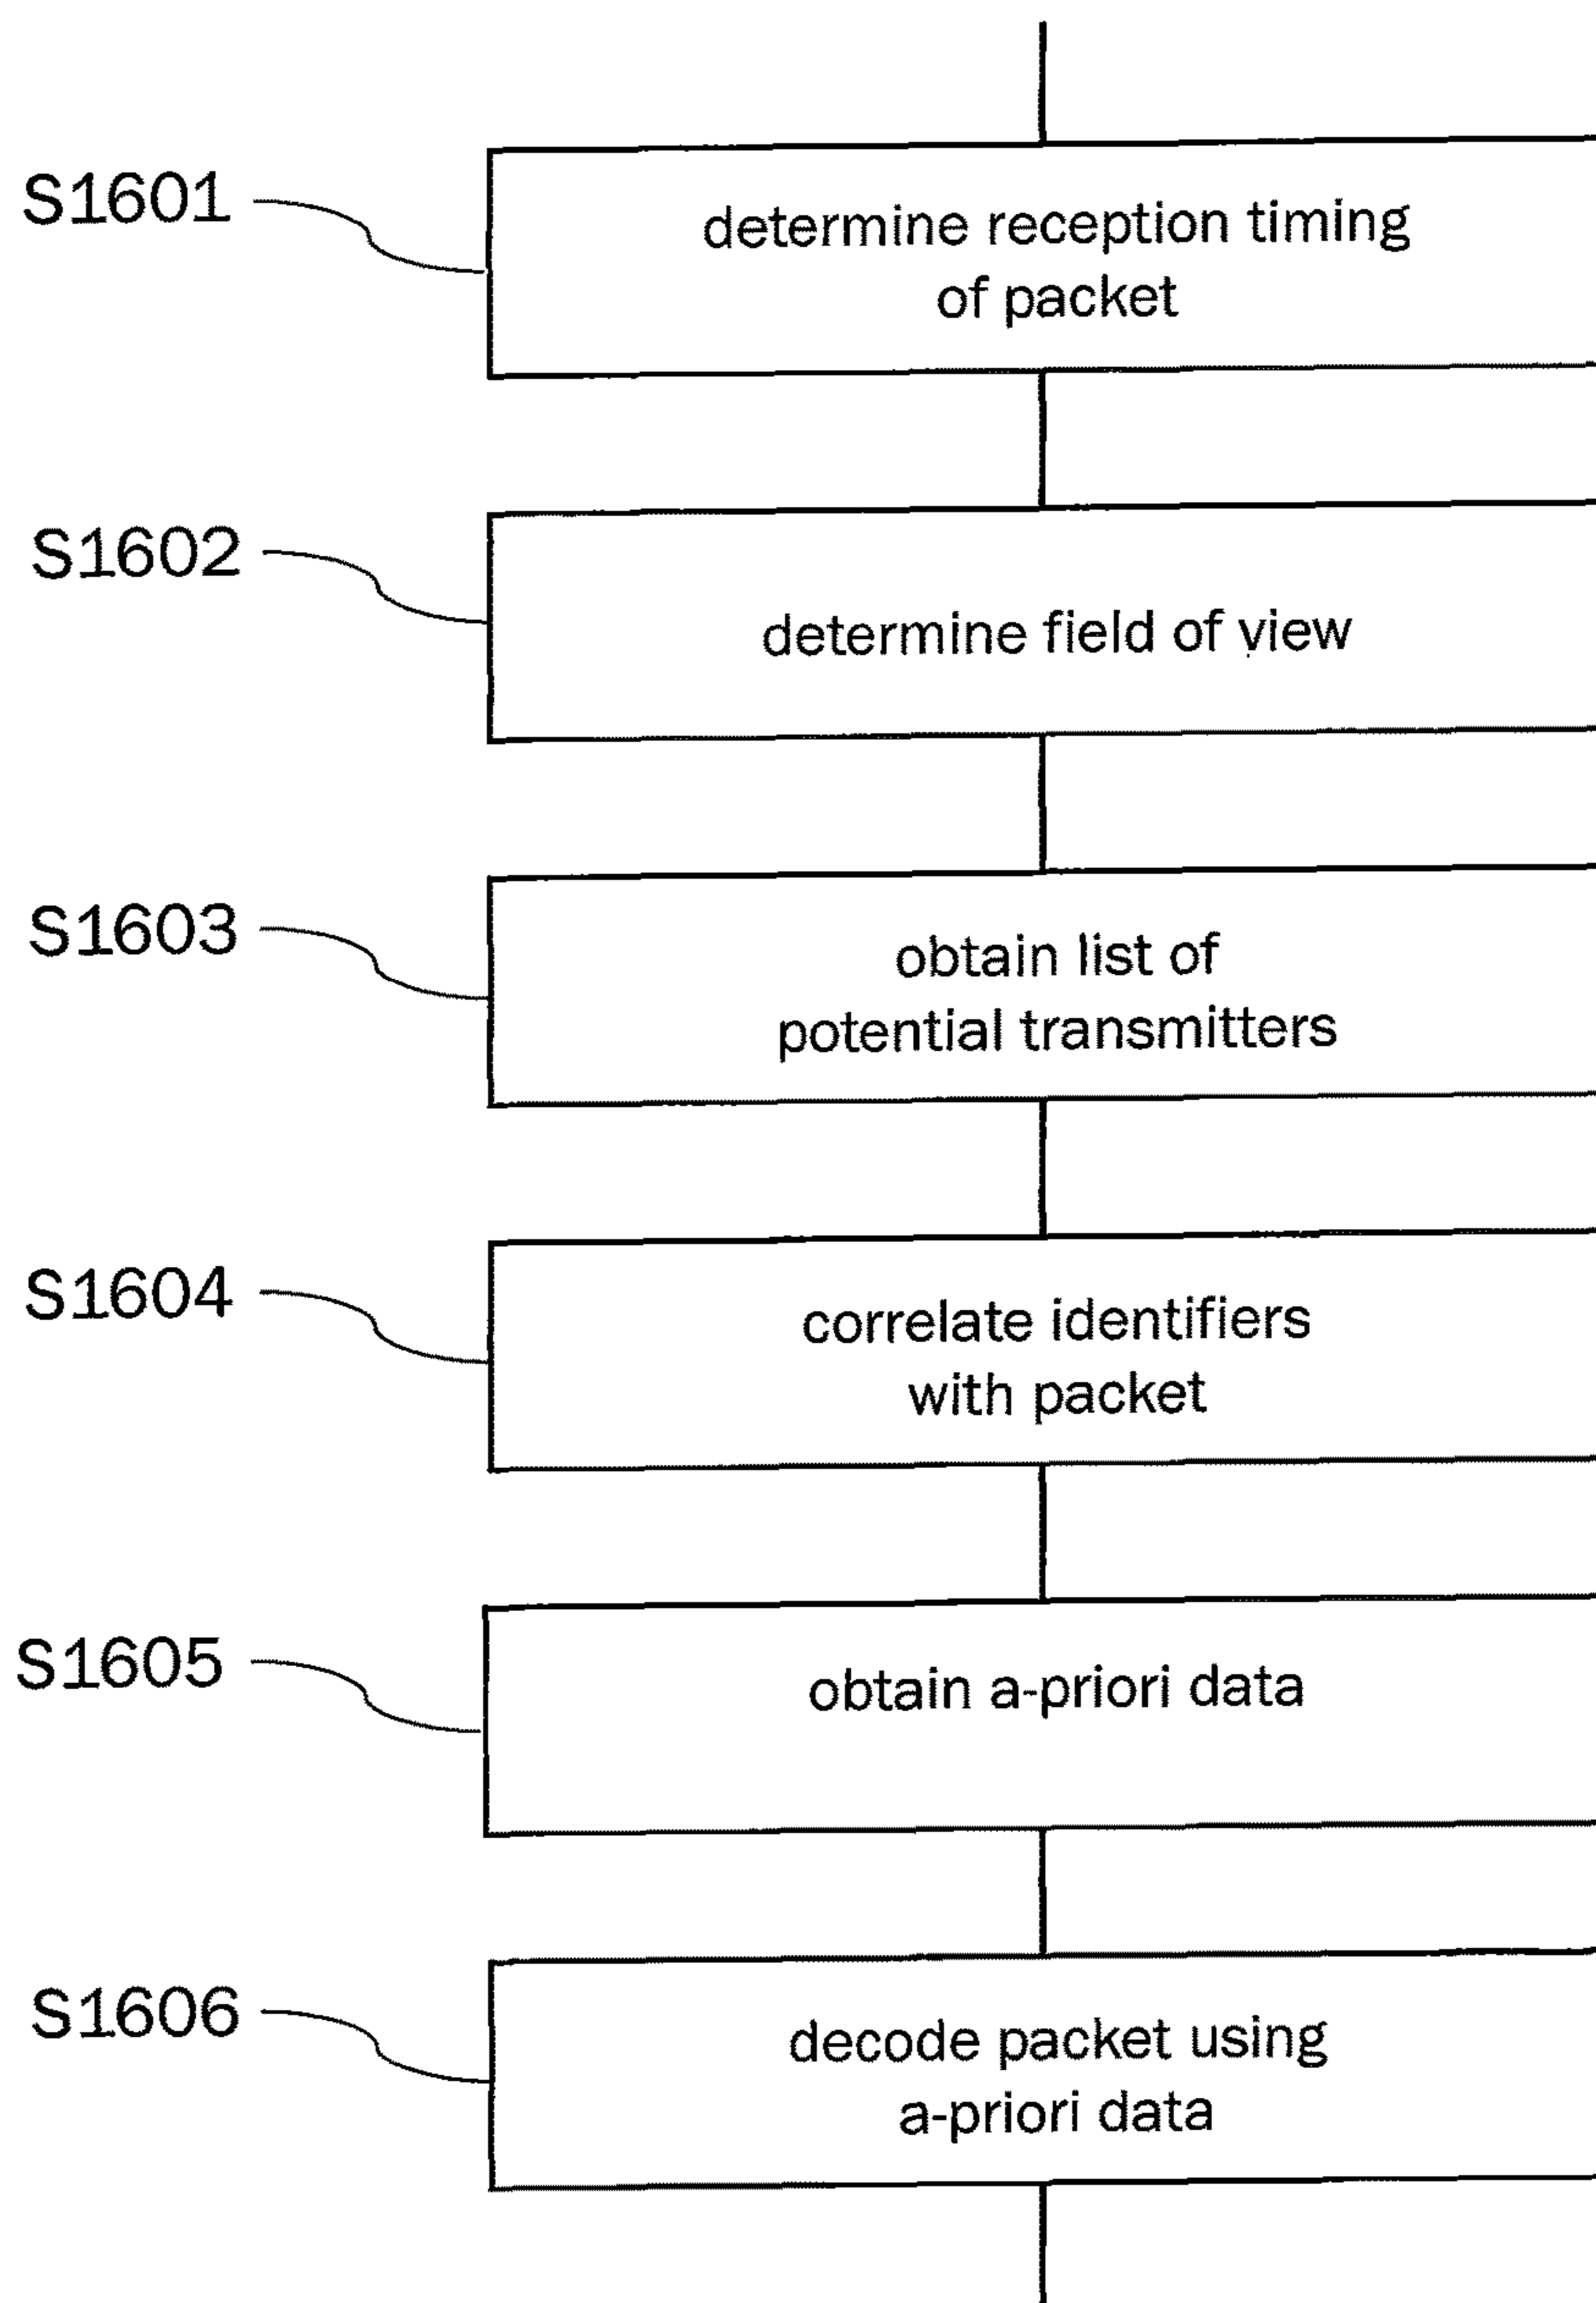 S1601
determine reception timing
of packet
S1602
determine field of view
S1603
obtain list of
potential transmitters
S1604
correlate identifiers
with packet
S1605
obtain a-priori data
S1606
decode packet using
a-priori data